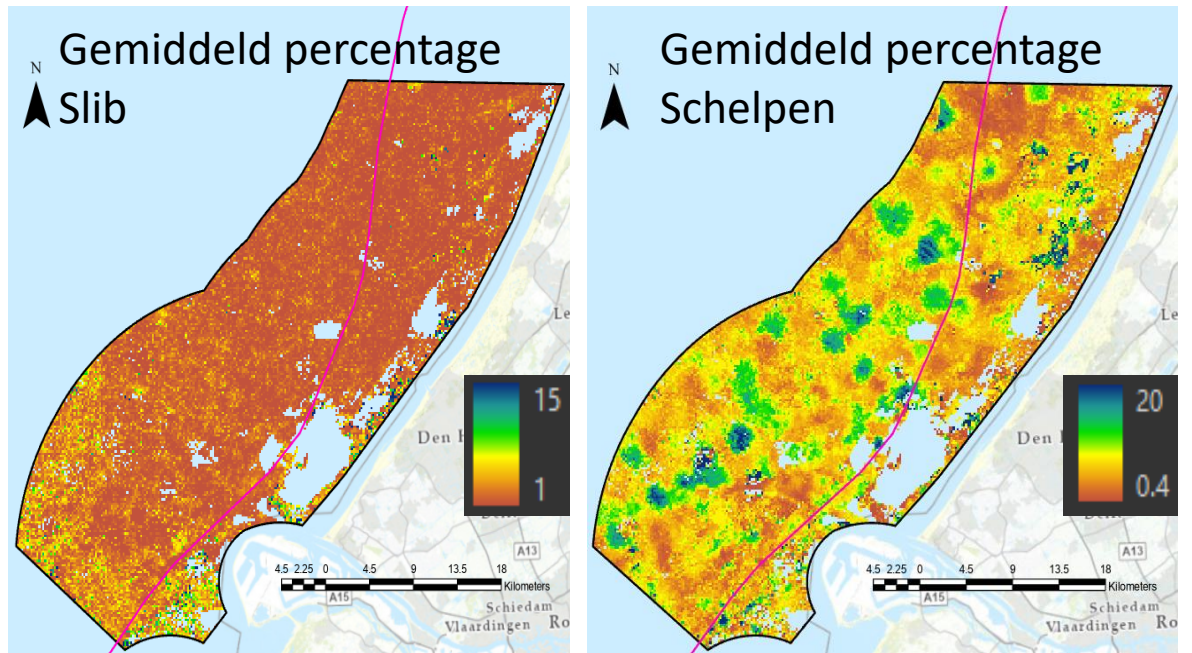 Gemiddeld percentage
Slib
N
15
1
Den H
A13
4.5 2.25 0 4.5 9 13.5 18
Kilometers
A15
Schiedam
Vlaardingen Ro
Le
Gemiddeld percentage
Schelpen
N
20
0.4
Den H
A13
4.5 2.25 0 4.5 9 13.5 18
Kilometers
A15
Schiedam
Vlaardingen Ro
Le